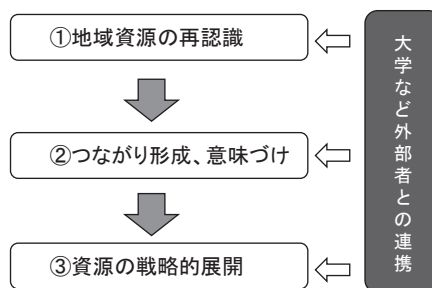 ①地域資源の再認識
②つながり形成、意味づけ
③資源の戦略的展開
大学など外部者との連携